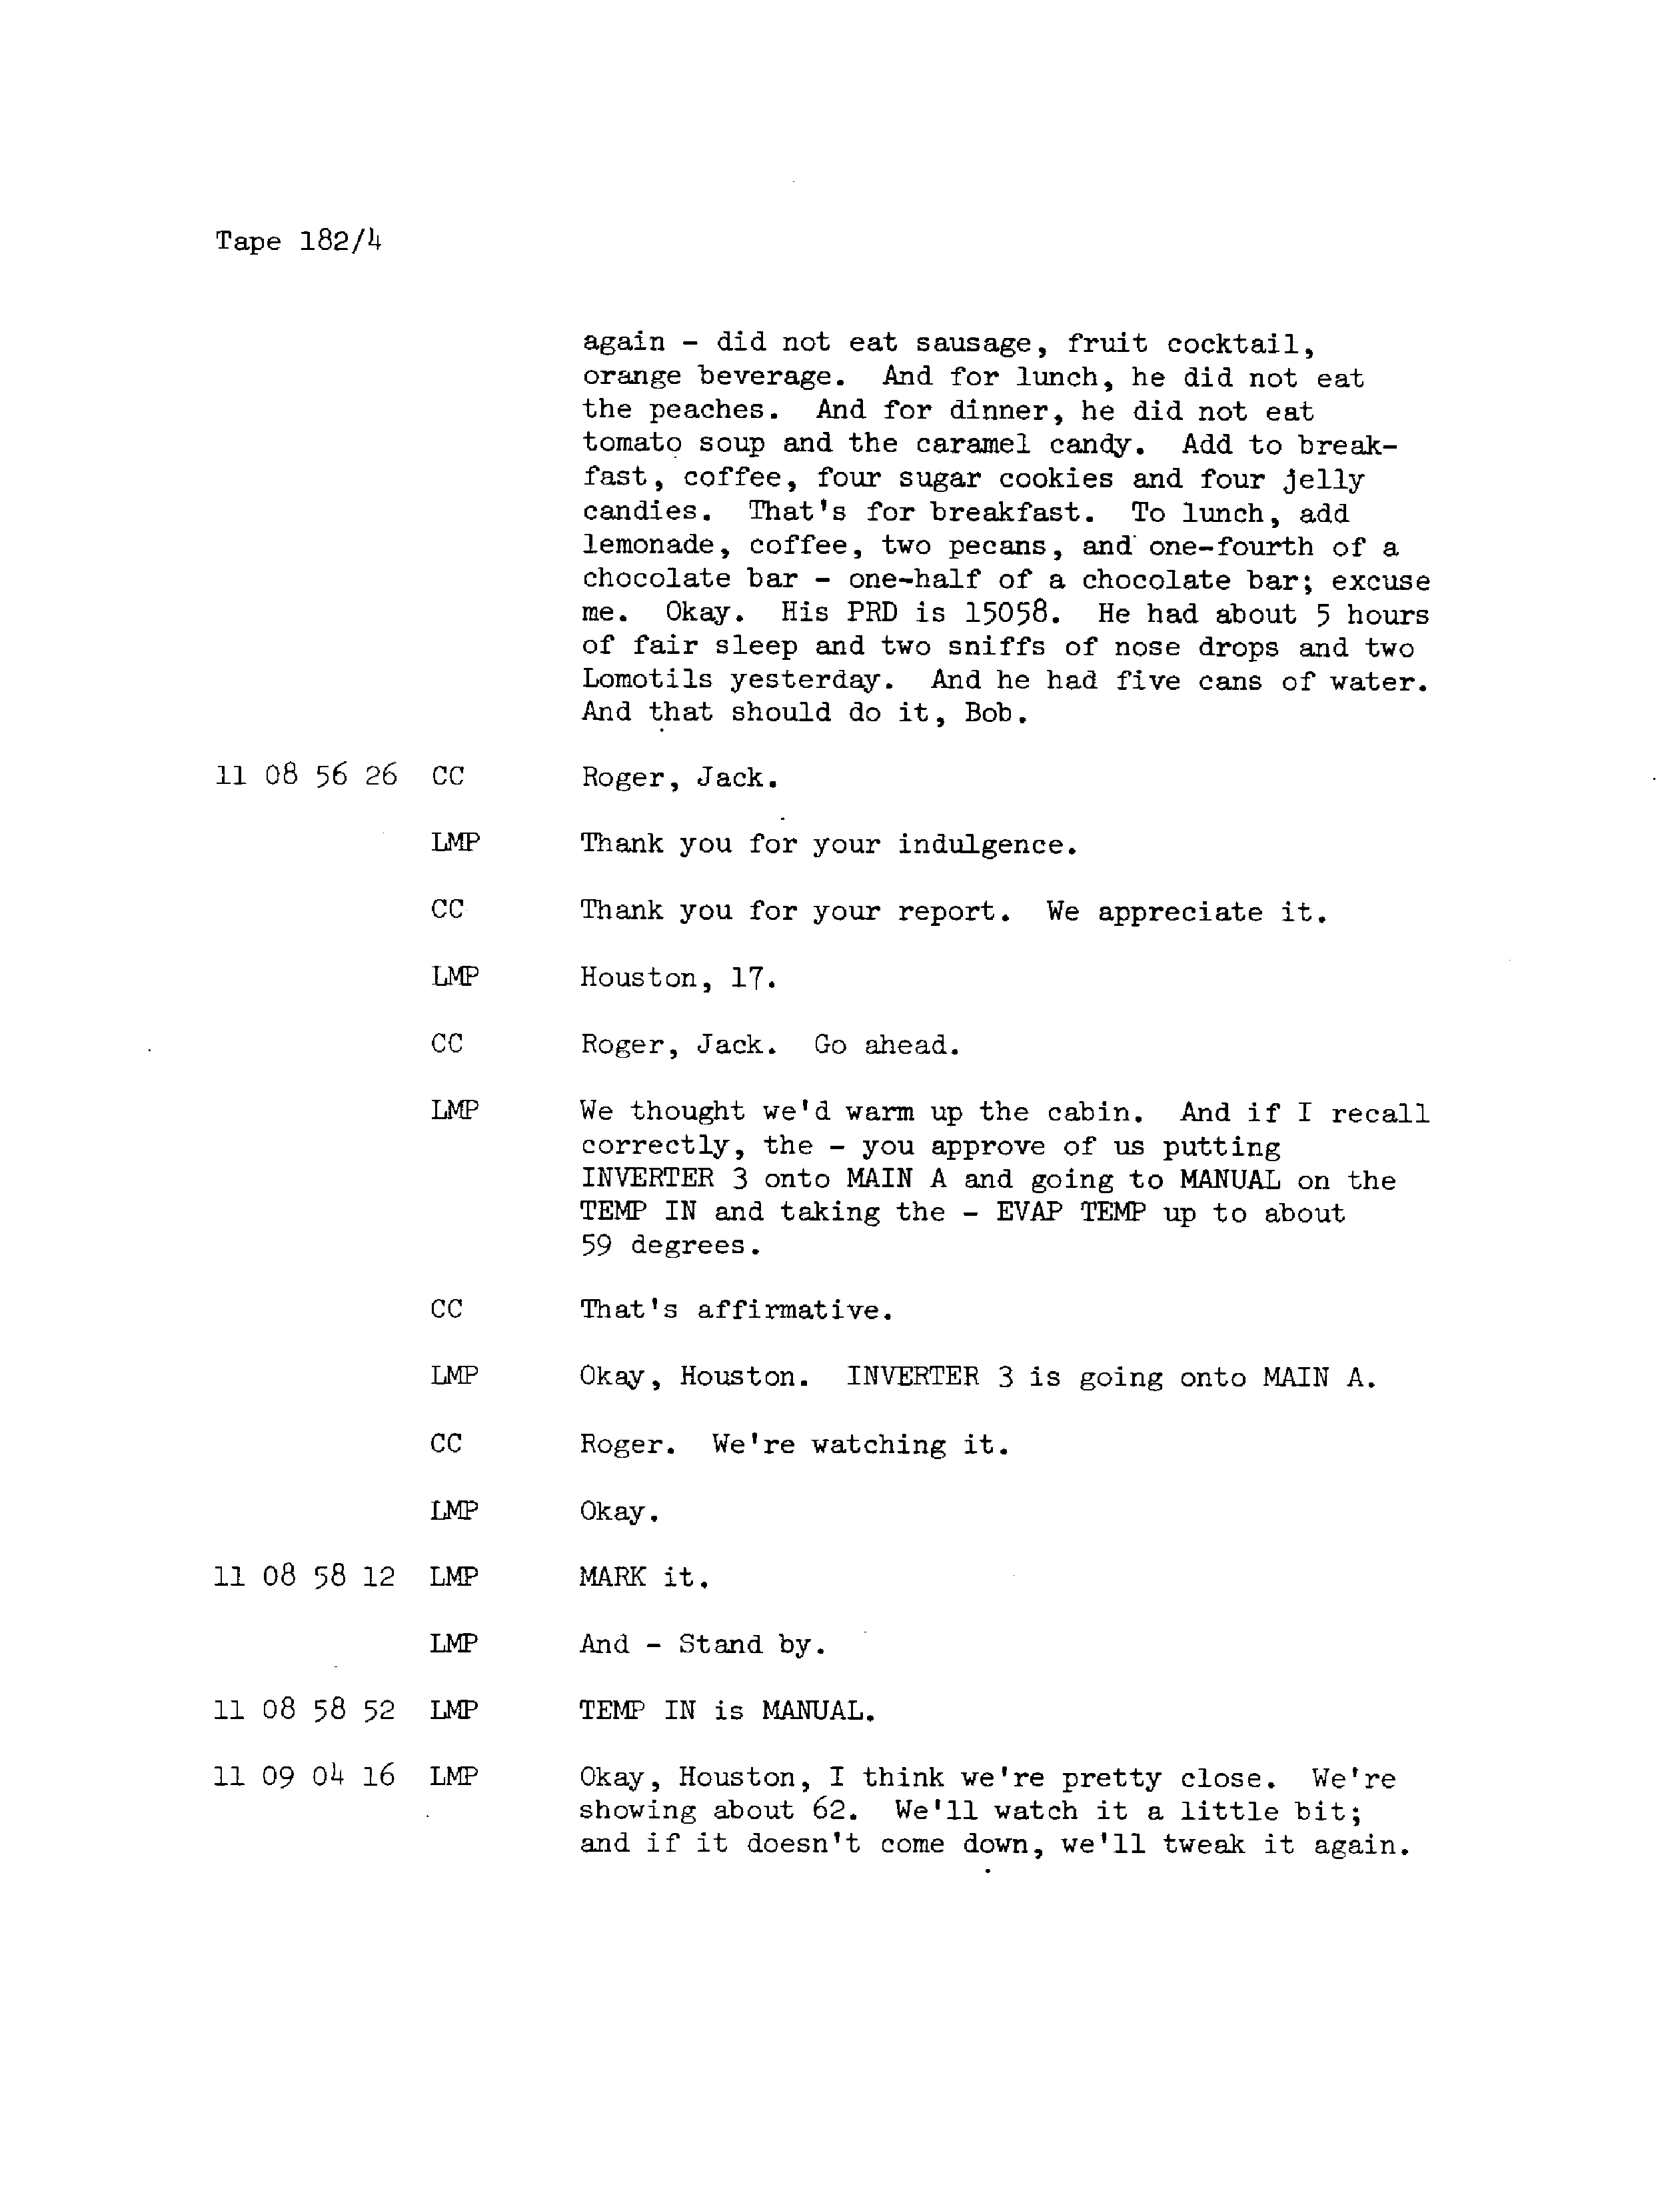 Tape 182/4
again - did not eat sausage, fruit cocktail,
orange beverage. And for lunch, he did not eat
the peaches. And for dinner, he did not eat
tomato soup and the caramel candy. Add to break-
fast, coffee, four sugar cookies and four jelly
candies. That's for breakfast. To lunch, add
lemonade, coffee, two pecans, and one-fourth of a
chocolate bar - one-half of a chocolate bar; excuse
me. Okay. His PRD is 15058. He had about 5 hours
of fair sleep and two sniffs of nose drops and two
Lomotils yesterday. And he had five cans of water.
And that should do it, Bob.
11 08 56 26 CC Roger, Jack.
LMP Thank you for your indulgence.
CC Thank you for your report. We appreciate it.
LMP Houston, 17.
CC Roger, Jack. Go ahead.
LMP We thought we'd warm up the cabin. And if I recall
correctly, the - you approve of us putting
INVERTER 3 onto MAIN A and going to MANUAL on the
TEMP IN and taking the - EVAP TEMP up to about
59 degrees.
CC That's affirmative.
LMP Okay, Houston. INVERTER 3 is going onto MAIN A.
CC Roger. We're watching it.
LMP Okay.
11 08 58 12 LMP MARK it.
LMP And - Stand by.
11 08 58 52 LMP TEMP IN is MANUAL.
11 09 04 16 LMP Okay, Houston, I think we're pretty close. We're
showing about 62. We'll watch it a little bit;
and if it doesn't come down, we'll tweak it again.